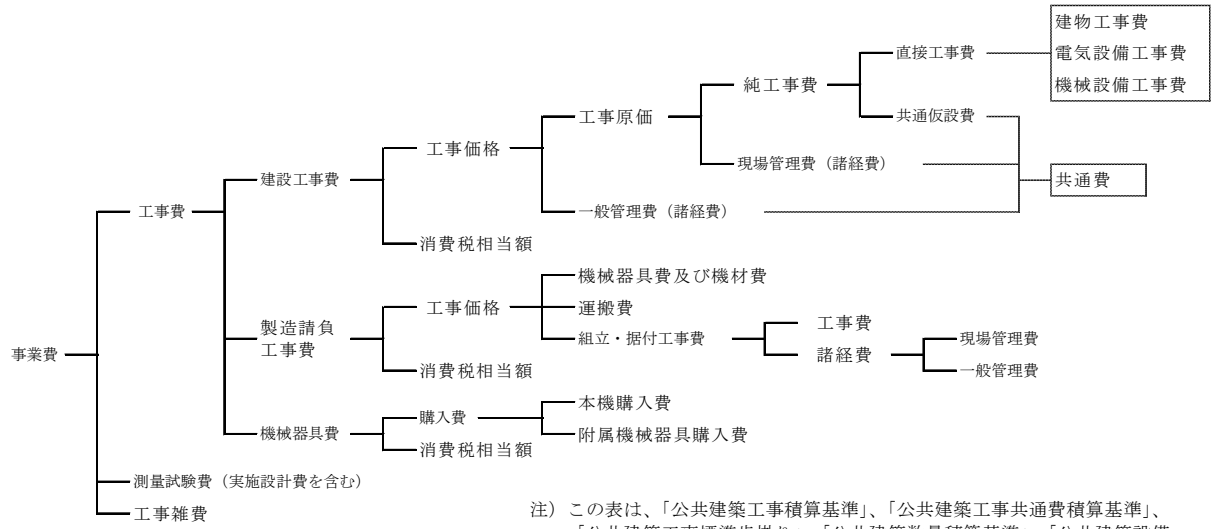 建物工事費
直接工事費
電気設備工事費
純工事費
機械設備工事費
工事原価
共通仮設費
工事価格
現場管理費（諸経費）
建設工事費
共通費
工事費
一般管理費（諸経費）
消費税相当額
機械器具費及び機材費
工事価格
運搬費
製造請負
工事費
組立・据付工事費
工事費
現場管理費
事業費
諸経費
消費税相当額
一般管理費
本機購入費
購入費
機械器具費
附属機械器具購入費
消費税相当額
測量試験費（実施設計費を含む）
工事雑費
注）この表は、「公共建築工事積算基準」、「公共建築工事共通費積算基準」、